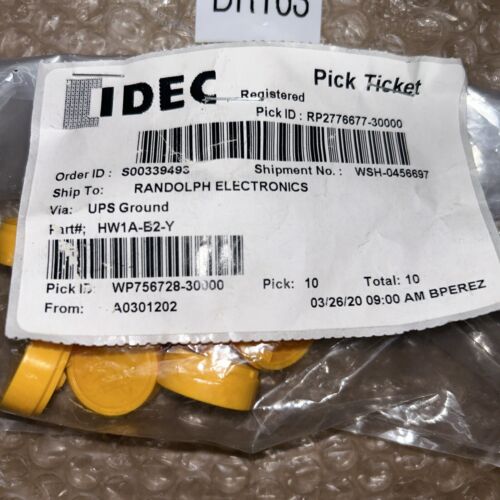 IDEC
Registered
Pick Ticket
Pick ID : RP2776677-30000
Order ID : S00339493
Shipment No. : WSH-0456697
Ship To: RANDOLPH ELECTRONICS
Via: UPS Ground
Part#; HW1A-B2-Y
Pick ID: WP756728-30000
Pick: 10
Total: 10
From: A0301202
03/26/20 09:00 AM BPEREZ